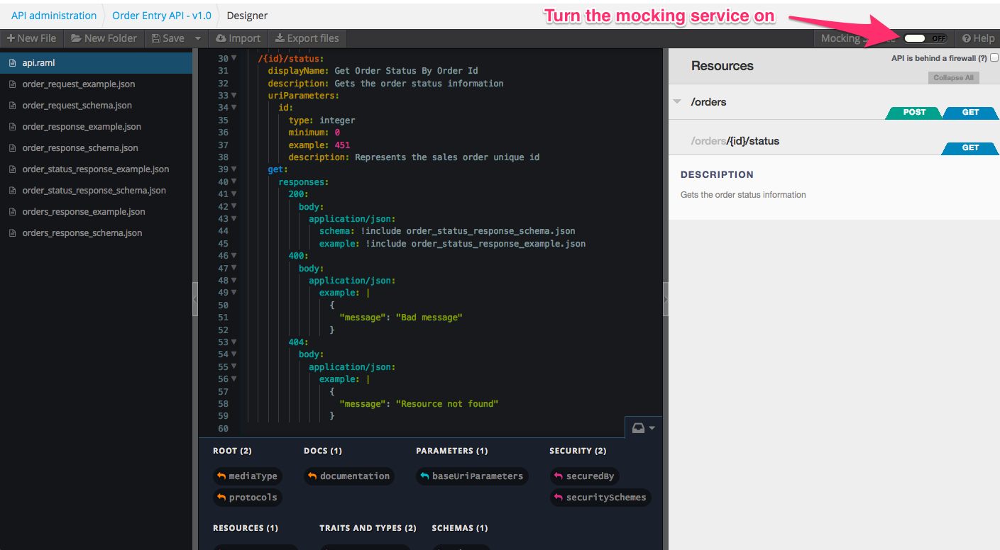 API administration
Order Entry API - v1.0
Designer
Turn the mocking service on
New File
New Folder
Save
Import
Export files
Mocking
OFF
Help
api.raml
order_request_example.json
order_request_schema.json
order_response_example.json
order_response_schema.json
order_status_response_example.json
order_status_response_schema.json
orders_response_example.json
orders_response_schema.json
30 /{id}/status:
31 displayName: Get Order Status By Order Id
32 description: Gets the order status information
33 uriParameters:
34 id:
35 type: integer
36 minimum: 0
37 example: 451
38 description: Represents the sales order unique id
39 get:
40 responses:
41 200:
42 body:
43 application/json:
44 schema: !include order_status_response_schema.json
45 example: !include order_status_response_example.json
46 400:
47 body:
48 application/json:
49 example: |
50 {
51 "message": "Bad message"
52 }
53 404:
54 body:
55 application/json:
56 example: |
57 {
58 "message": "Resource not found"
59 }
60
ROOT (2)
mediaType
protocols
DOCS (1)
documentation
PARAMETERS (1)
baseUriParameters
SECURITY (2)
securedBy
securitySchemes
RESOURCES (1)
TRAITS AND TYPES (2)
SCHEMAS (1)
Resources
API is behind a firewall (?)
Collapse All
/orders
POST
GET
/orders/{id}/status
GET
DESCRIPTION
Gets the order status information